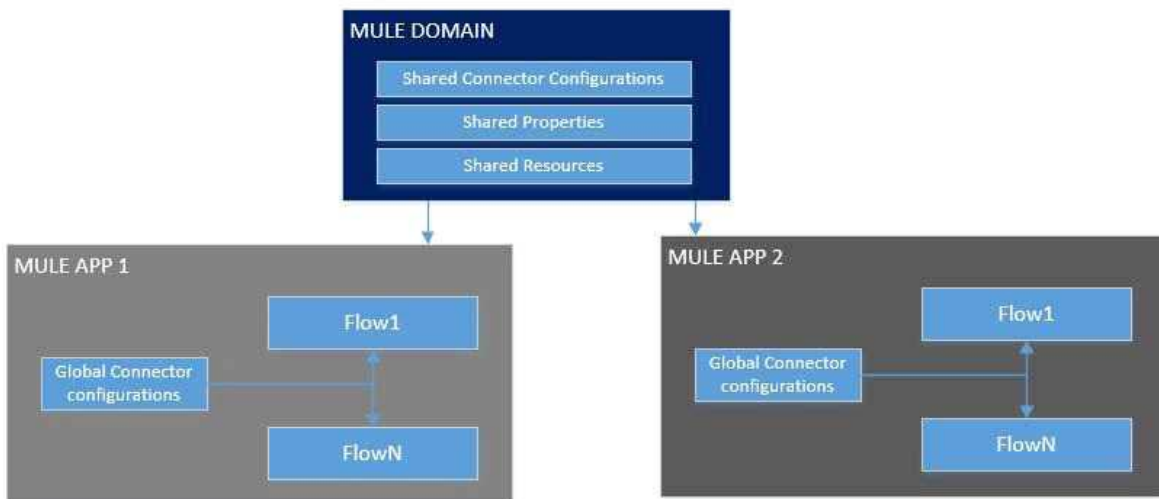 MULE DOMAIN
Shared Connector Configurations
Shared Properties
Shared Resources
MULE APP 1
Flow1
Global Connector
configurations
FlowN
MULE APP 2
Flow1
Global Connector
configurations
FlowN